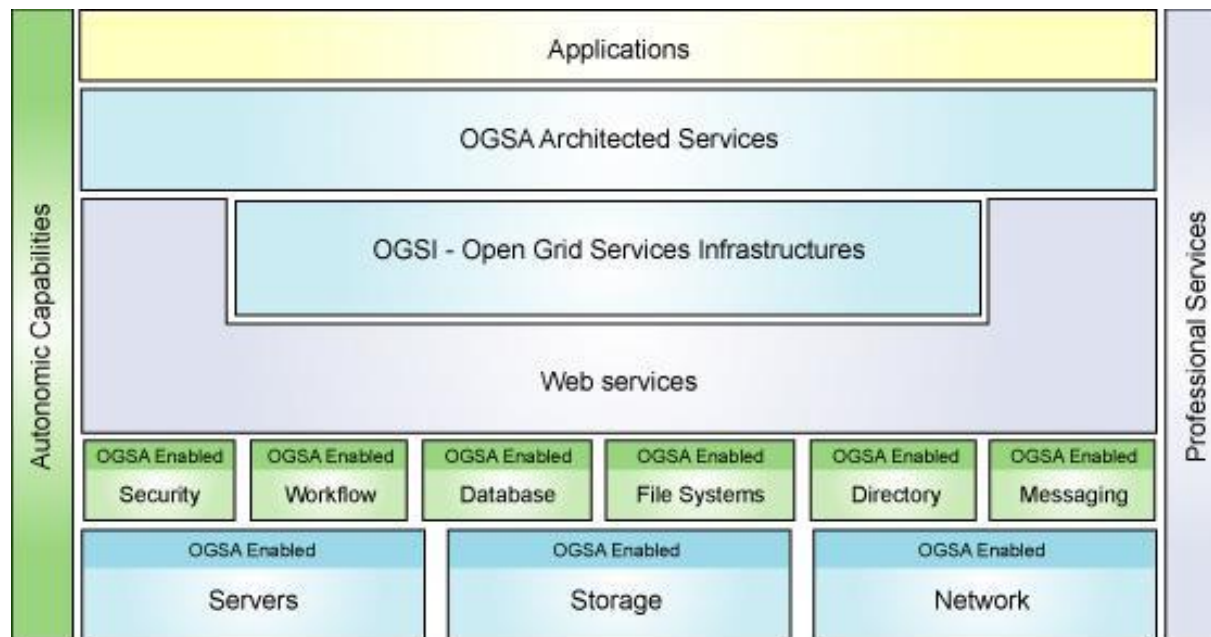 Applications
OGSA Architected Services
OGSI - Open Grid Services Infrastructures
Web services
OGSA Enabled
Security
OGSA Enabled
Workflow
OGSA Enabled
Database
OGSA Enabled
File Systems
OGSA Enabled
Directory
OGSA Enabled
Messaging
OGSA Enabled
Servers
OGSA Enabled
Storage
OGSA Enabled
Network
Autonomic Capabilities
Professional Services